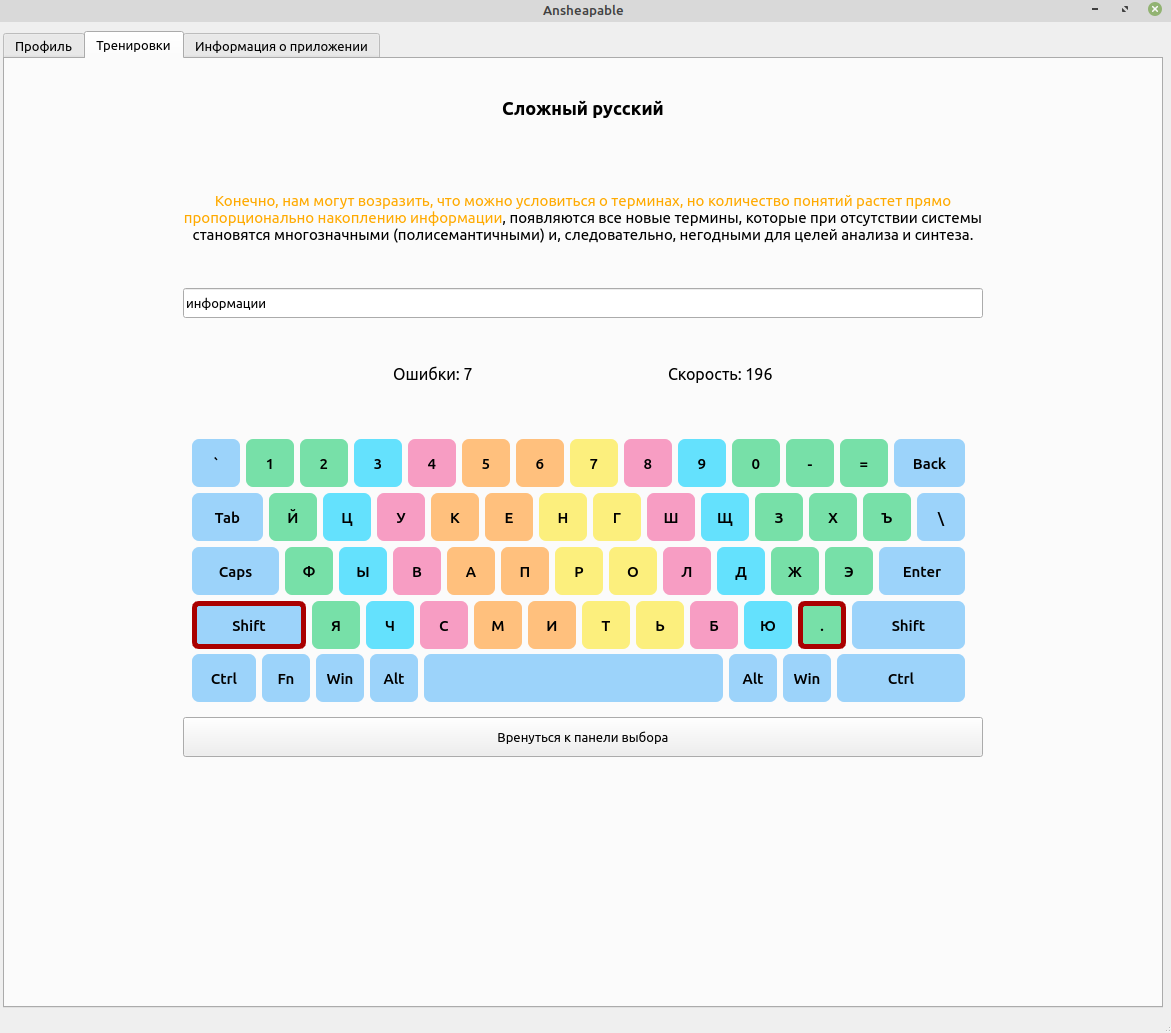 Ansheapable
Профиль Тренировки Информация о приложении
Сложный русский
Конечно, нам могут возразить, что можно условиться о терминах, но количество понятий растет прямо
пропорционально накоплению информации, появляются все новые термины, которые при отсутствии системы
становятся многозначными (полисемантичными) и, следовательно, негодными для целей анализа и синтеза.
информации
Ошибки: 7 Скорость: 196
` 1 2 3 4 5 6 7 8 9 0 - = Back
Tab Й Ц У К Е Н Г Ш Щ З Х Ъ \
Caps Ф Ы В А П Р О Л Д Ж Э Enter
Shift Я Ч С М И Т Ь Б Ю . Shift
Ctrl Fn Win Alt Alt Win Ctrl
Вренуться к панели выбора